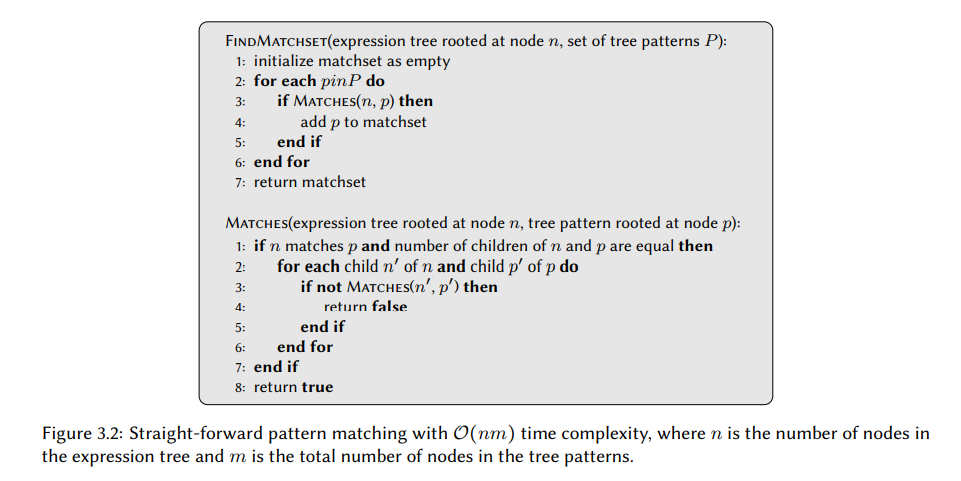 FINDMATCHSET(expression tree rooted at node n, set of tree patterns P):
1: initialize matchset as empty
2: for each pinP do
3: if MATCHES(n, p) then
4: add p to matchset
5: end if
6: end for
7: return matchset
MATCHES(expression tree rooted at node n, tree pattern rooted at node p):
1: if n matches p and number of children of n and p are equal then
2: for each child n′ of n and child p′ of p do
3: if not MATCHES(n′, p′) then
4: return false
5: end if
6: end for
7: end if
8: return true
Figure 3.2: Straight-forward pattern matching with O(nm) time complexity, where n is the number of nodes in
the expression tree and m is the total number of nodes in the tree patterns.